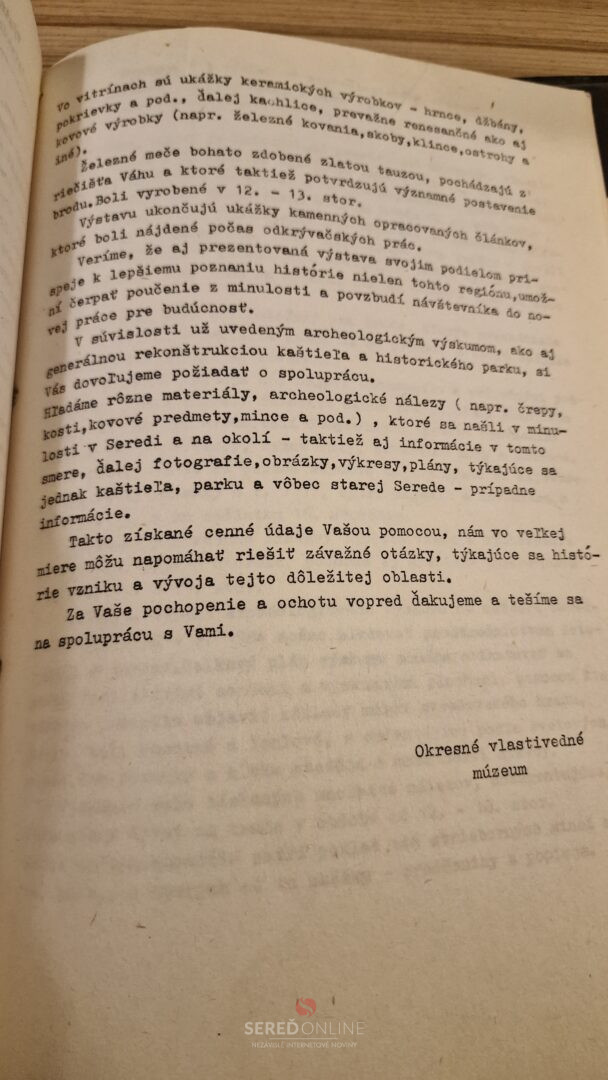 Vo vitrínach sú ukážky keramických výrobkov - hrnce, džbány,
pokrievky a pod., ďalej kachlice, prevažne renesančné ako aj
kovové výrobky (napr. železné kovania,skoby,klince,ostrohy a
iné).
Železné meče bohato zdobené zlatou tauzou, pochádzajú z
riečišťa Váhu a ktoré taktiež potvrdzujú významné postavenie
brodu.Boli vyrobené v 12. - 13. stor.
Výstavu ukončujú ukážky kamenných opracovaných článkov,
ktoré boli nájdené počas odkrývačských prác.
Veríme, že aj prezentovaná výstava svojim podielom pri-
speje k lepšiemu poznaniu histórie nielen tohto regiónu,umož-
ní čerpať poučenie z minulosti a povzbudí návštevníka do no-
vej práce pre budúcnosť.
V súvislosti už uvedeným archeologickým výskumom, ako aj
generálnou rekonštrukciou kaštieľa a historického parku, si
Vás dovoľujeme požiadať o spoluprácu.
Hľadáme rôzne materiály, archeologické nálezy ( napr. črepy,
kosti,kovové predmety,mince a pod.) , ktoré sa našli v minu-
losti v Seredi a na okolí - taktiež aj informácie v tomto
smere, ďalej fotografie,obrázky,výkresy,plány, týkajúce sa
jednak kaštieľa, parku a vôbec starej Serede - prípadne
informácie.
Takto získané cenné údaje Vašou pomocou, nám vo veľkej
miere môžu napomáhať riešiť závažné otázky, týkajúce sa histó-
rie vzniku a vývoja tejto dôležitej oblasti.
Za Vaše pochopenie a ochotu vopred ďakujeme a tešíme sa
na spoluprácu s Vami.
Okresné vlastivedné
múzeum
SEREĎONLINE
NEZÁVISLÉ INTERNETOVÉ NOVINY